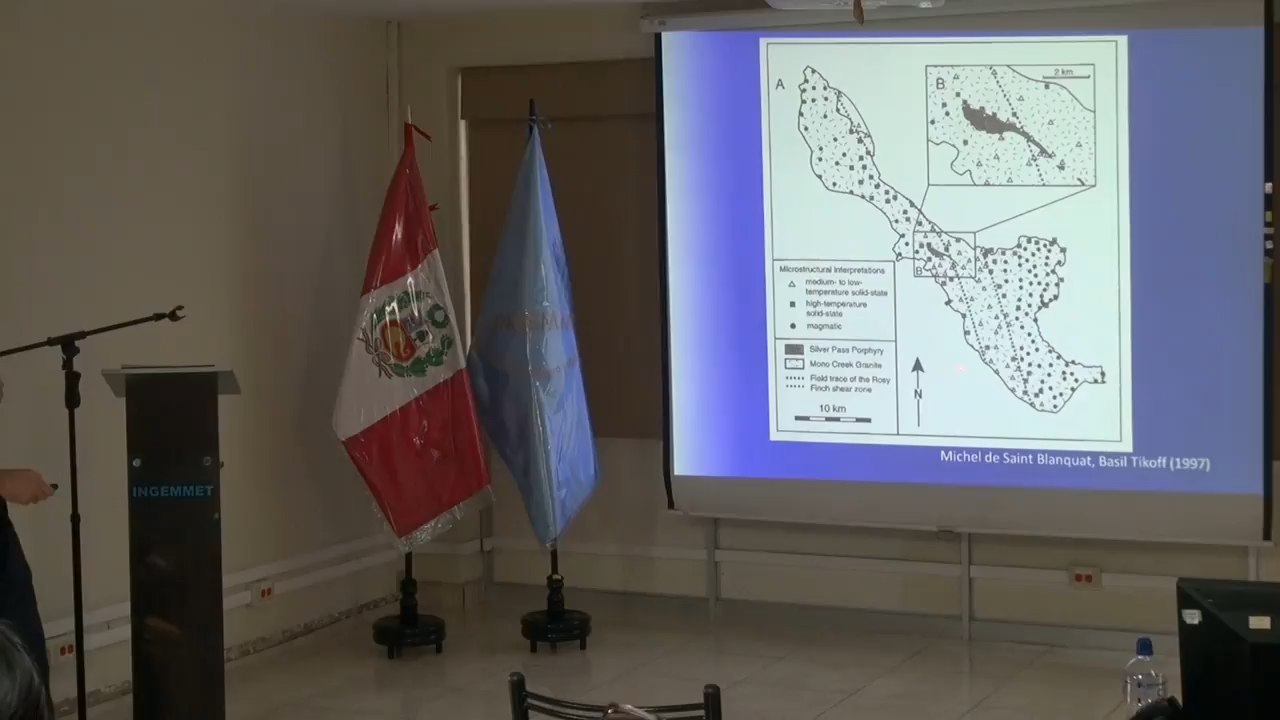 INGEMMET
A
B
2 km
B
Microstructural Interpretations
medium- to low-
temperature solid-state
high-temperature
solid-state
magmatic
Silver Pass Porphyry
Mono Creek Granite
Field trace of the Rosy
Finch shear zone
10 km
N
Michel de Saint Blanquat, Basil Tikoff (1997)